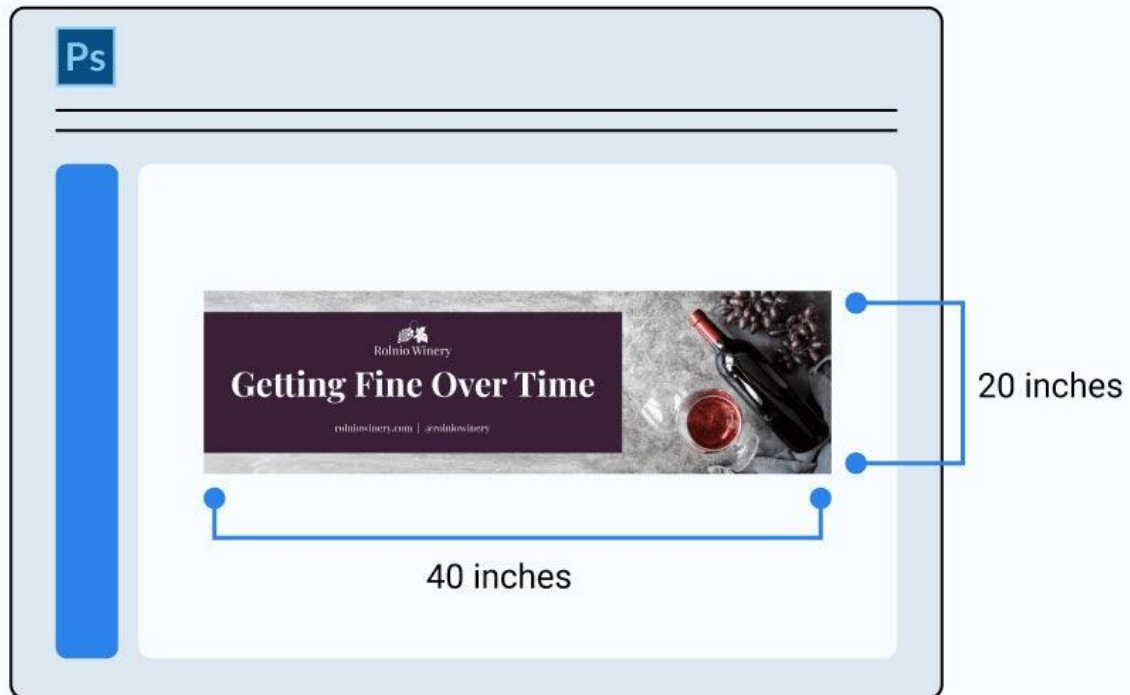 Ps
Rolnio Winery
Getting Fine Over Time
rolniowinery.com | @rolniowinery
20 inches
40 inches